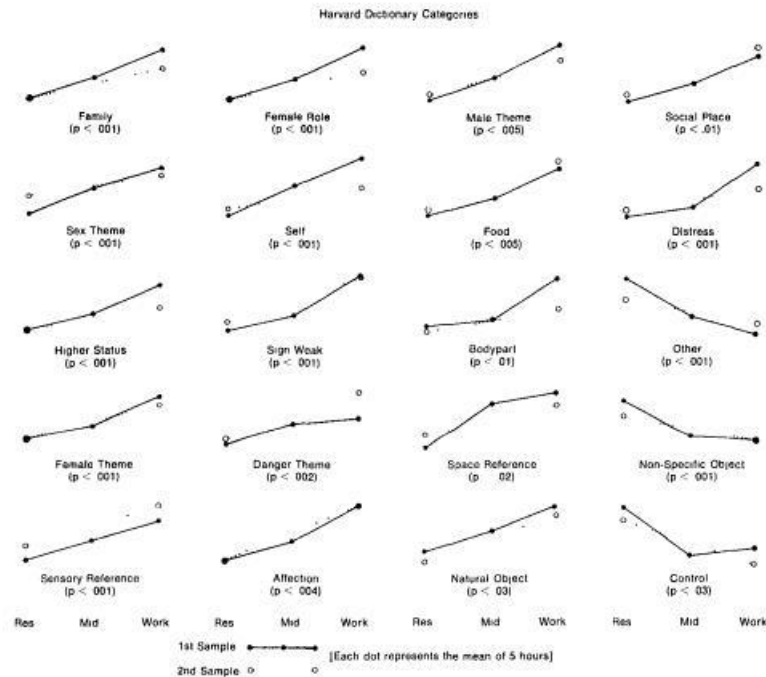 Harvard Dictionary Categories
Family Female Role Male Theme Social Place
(p < 001) (p < 001) (p < 005) (p < .01)
Sex Theme Self Food Distress
(p < 001) (p < 001) (p < 005) (p < 001)
Higher Status Sign Weak Bodypart Other
(p < 001) (p < 001) (p < 01) (p < 001)
Female Theme Danger Theme Space Reference Non-Specific Object
(p < 001) (p < 002) (p 02) (p < 001)
Sensory Reference Affection Natural Object Control
(p < 001) (p < 004) (p < 03) (p < 03)
Res Mid Work Res Mid Work Res Mid Work Res Mid Work
1st Sample
[Each dot represents the mean of 5 hours]
2nd Sample